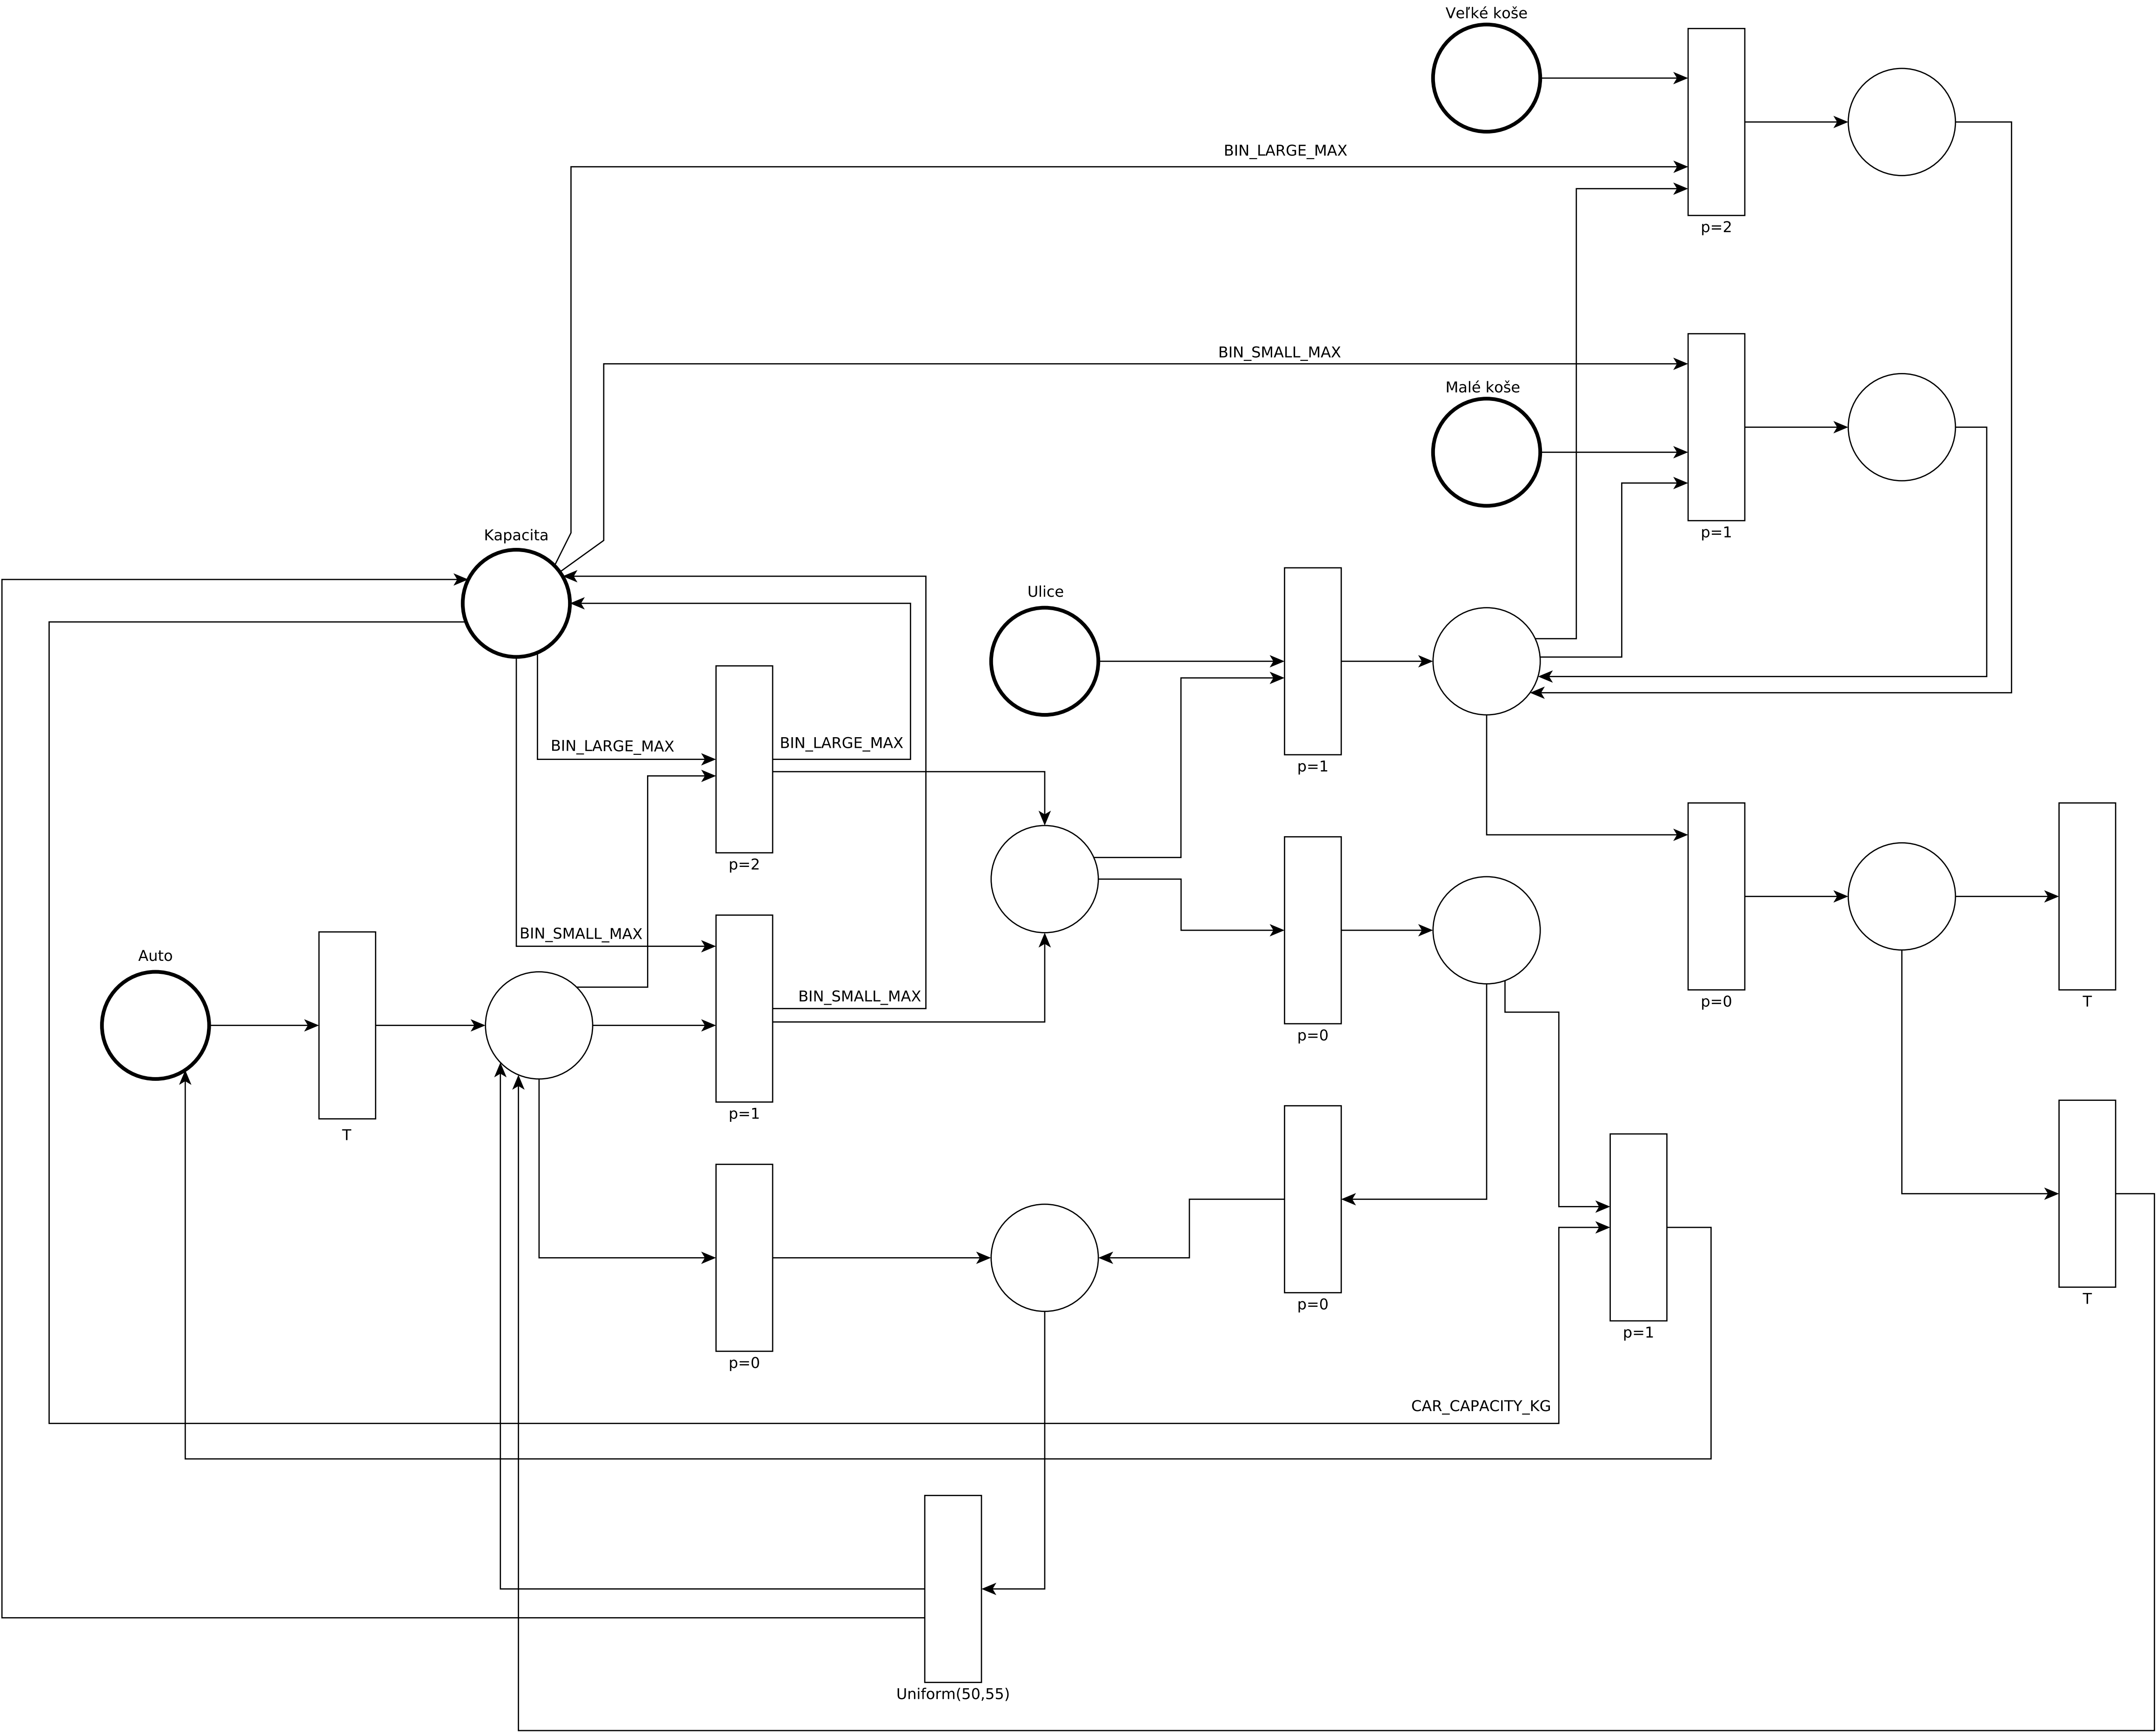 Veľké koše
BIN_LARGE_MAX
p=2
BIN_SMALL_MAX
Malé koše
Kapacita
p=1
Ulice
BIN_LARGE_MAX
BIN_LARGE_MAX
p=1
p=2
BIN_SMALL_MAX
Auto
BIN_SMALL_MAX
p=0
T
p=0
p=1
T
p=0
T
p=1
p=0
CAR_CAPACITY_KG
Uniform(50,55)